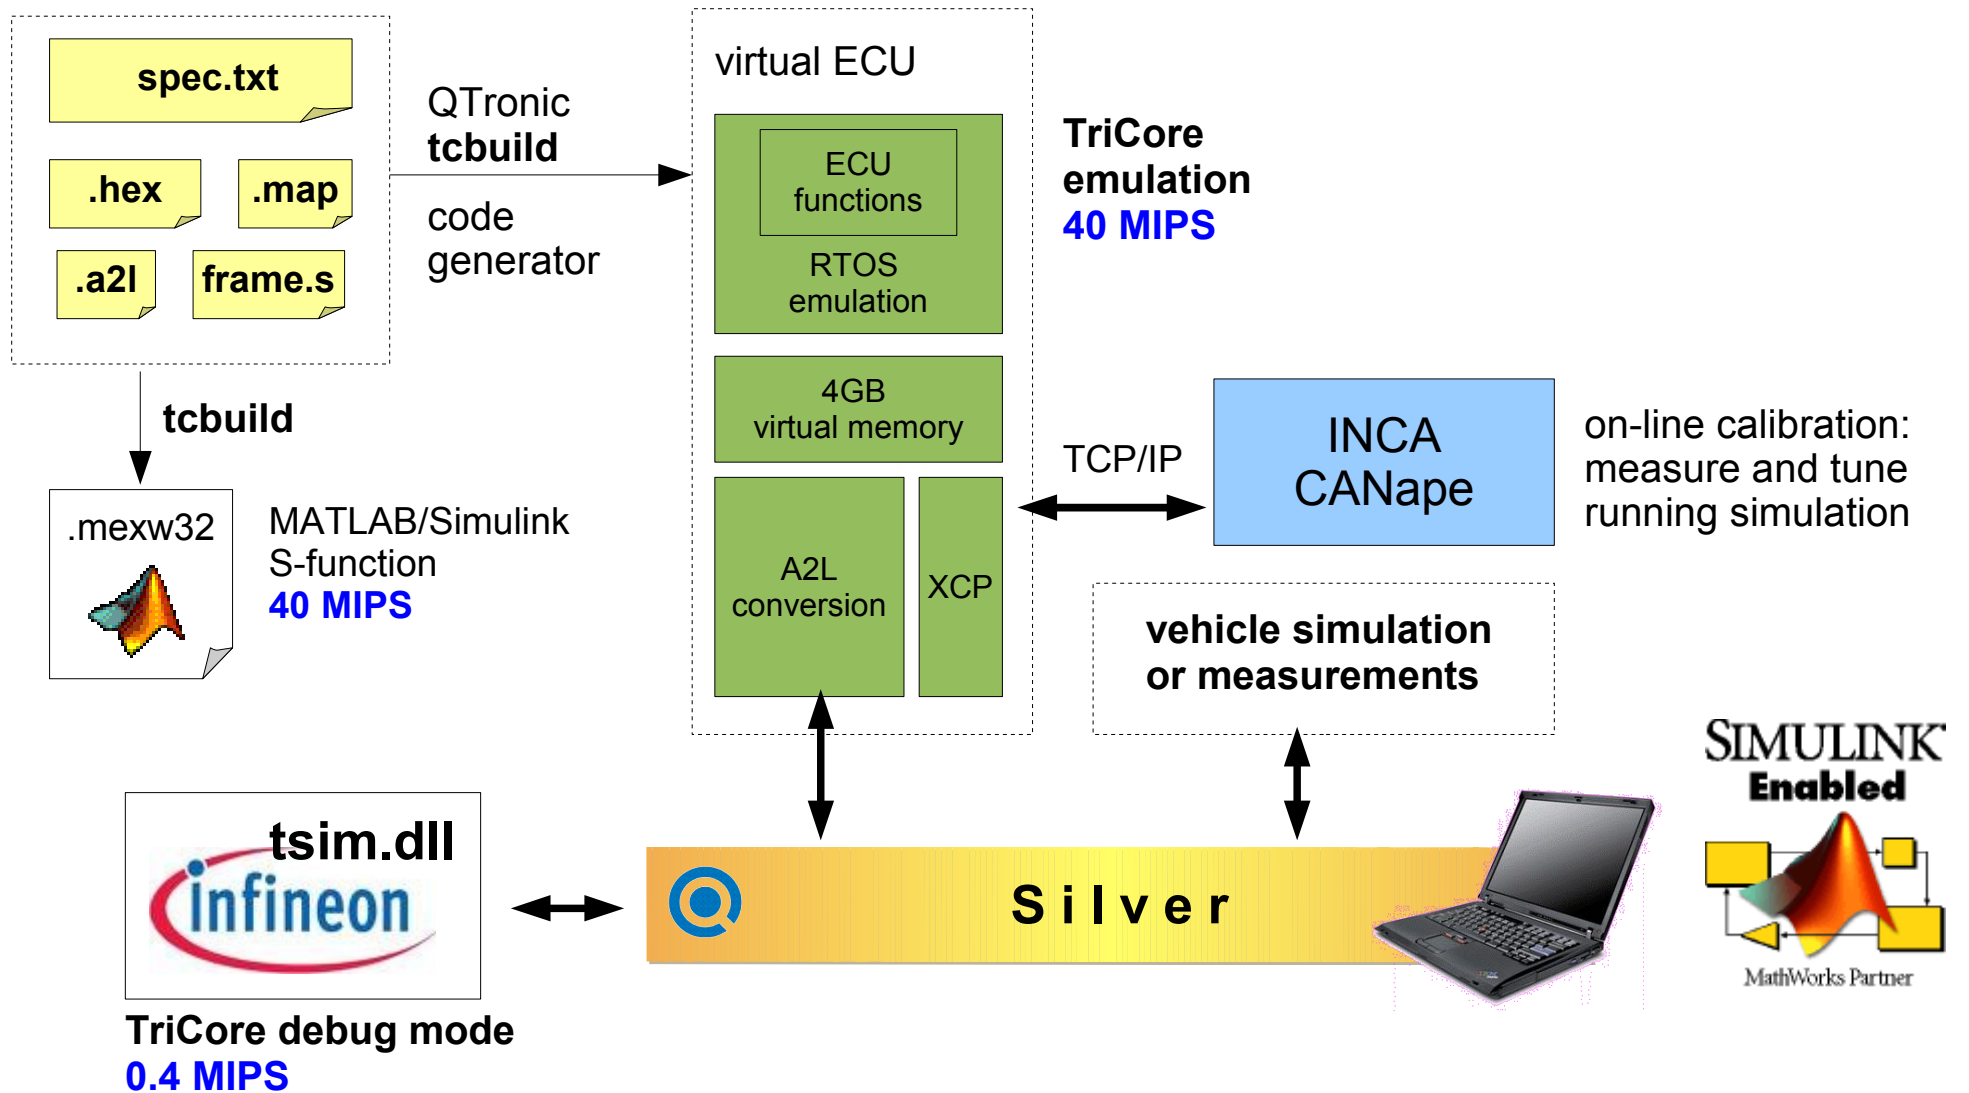 spec.txt
.hex
.map
.a2l
frame.s
QTronic
tcbuild
code
generator
tcbuild
.mexw32
MATLAB/Simulink
S-function
40 MIPS
virtual ECU
ECU
functions
RTOS
emulation
4GB
virtual memory
A2L
conversion
XCP
TriCore
emulation
40 MIPS
TCP/IP
INCA
CANape
on-line calibration:
measure and tune
running simulation
vehicle simulation
or measurements
tsim.dll
infineon
TriCore debug mode
0.4 MIPS
Silver
SIMULINK
Enabled
MathWorks Partner